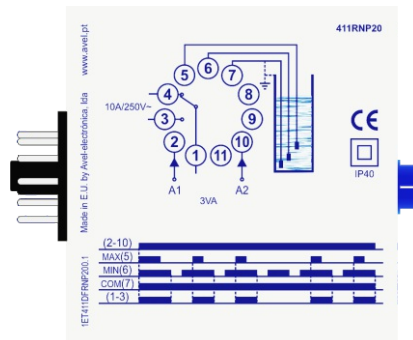 411RNP20
www.avel.pt
Made in E.U. by Avel-electrónica, lda
1ET411DFRNP200.1
5
6
7
4
8
10A/250V~
3
9
2
10
1
11
A1
3VA
A2
CE
IP40
(2-10)
MAX(5)
MIN(6)
COM(7)
(1-3)